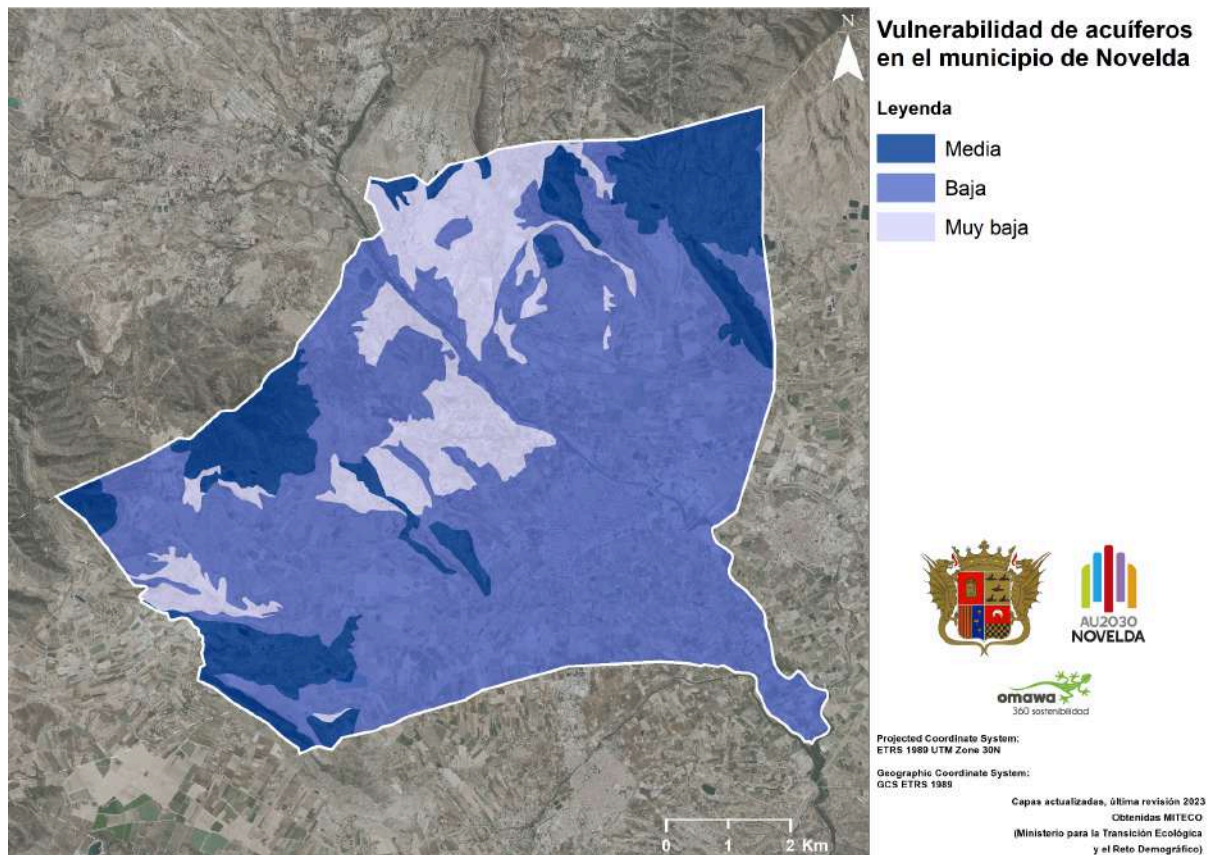 Vulnerabilidad de acuíferos
en el municipio de Novelda
Leyenda
Media
Baja
Muy baja
N
AU2030
NOVELDA
omawa
360 sostenibilidad
Projected Coordinate System:
ETRS 1989 UTM Zone 30N
Geographic Coordinate System:
GCS ETRS 1989
Capas actualizadas, última revisión 2023
Obtenidas MITECO
(Ministerio para la Transición Ecológica
y el Reto Demográfico)
0 1 2 Km